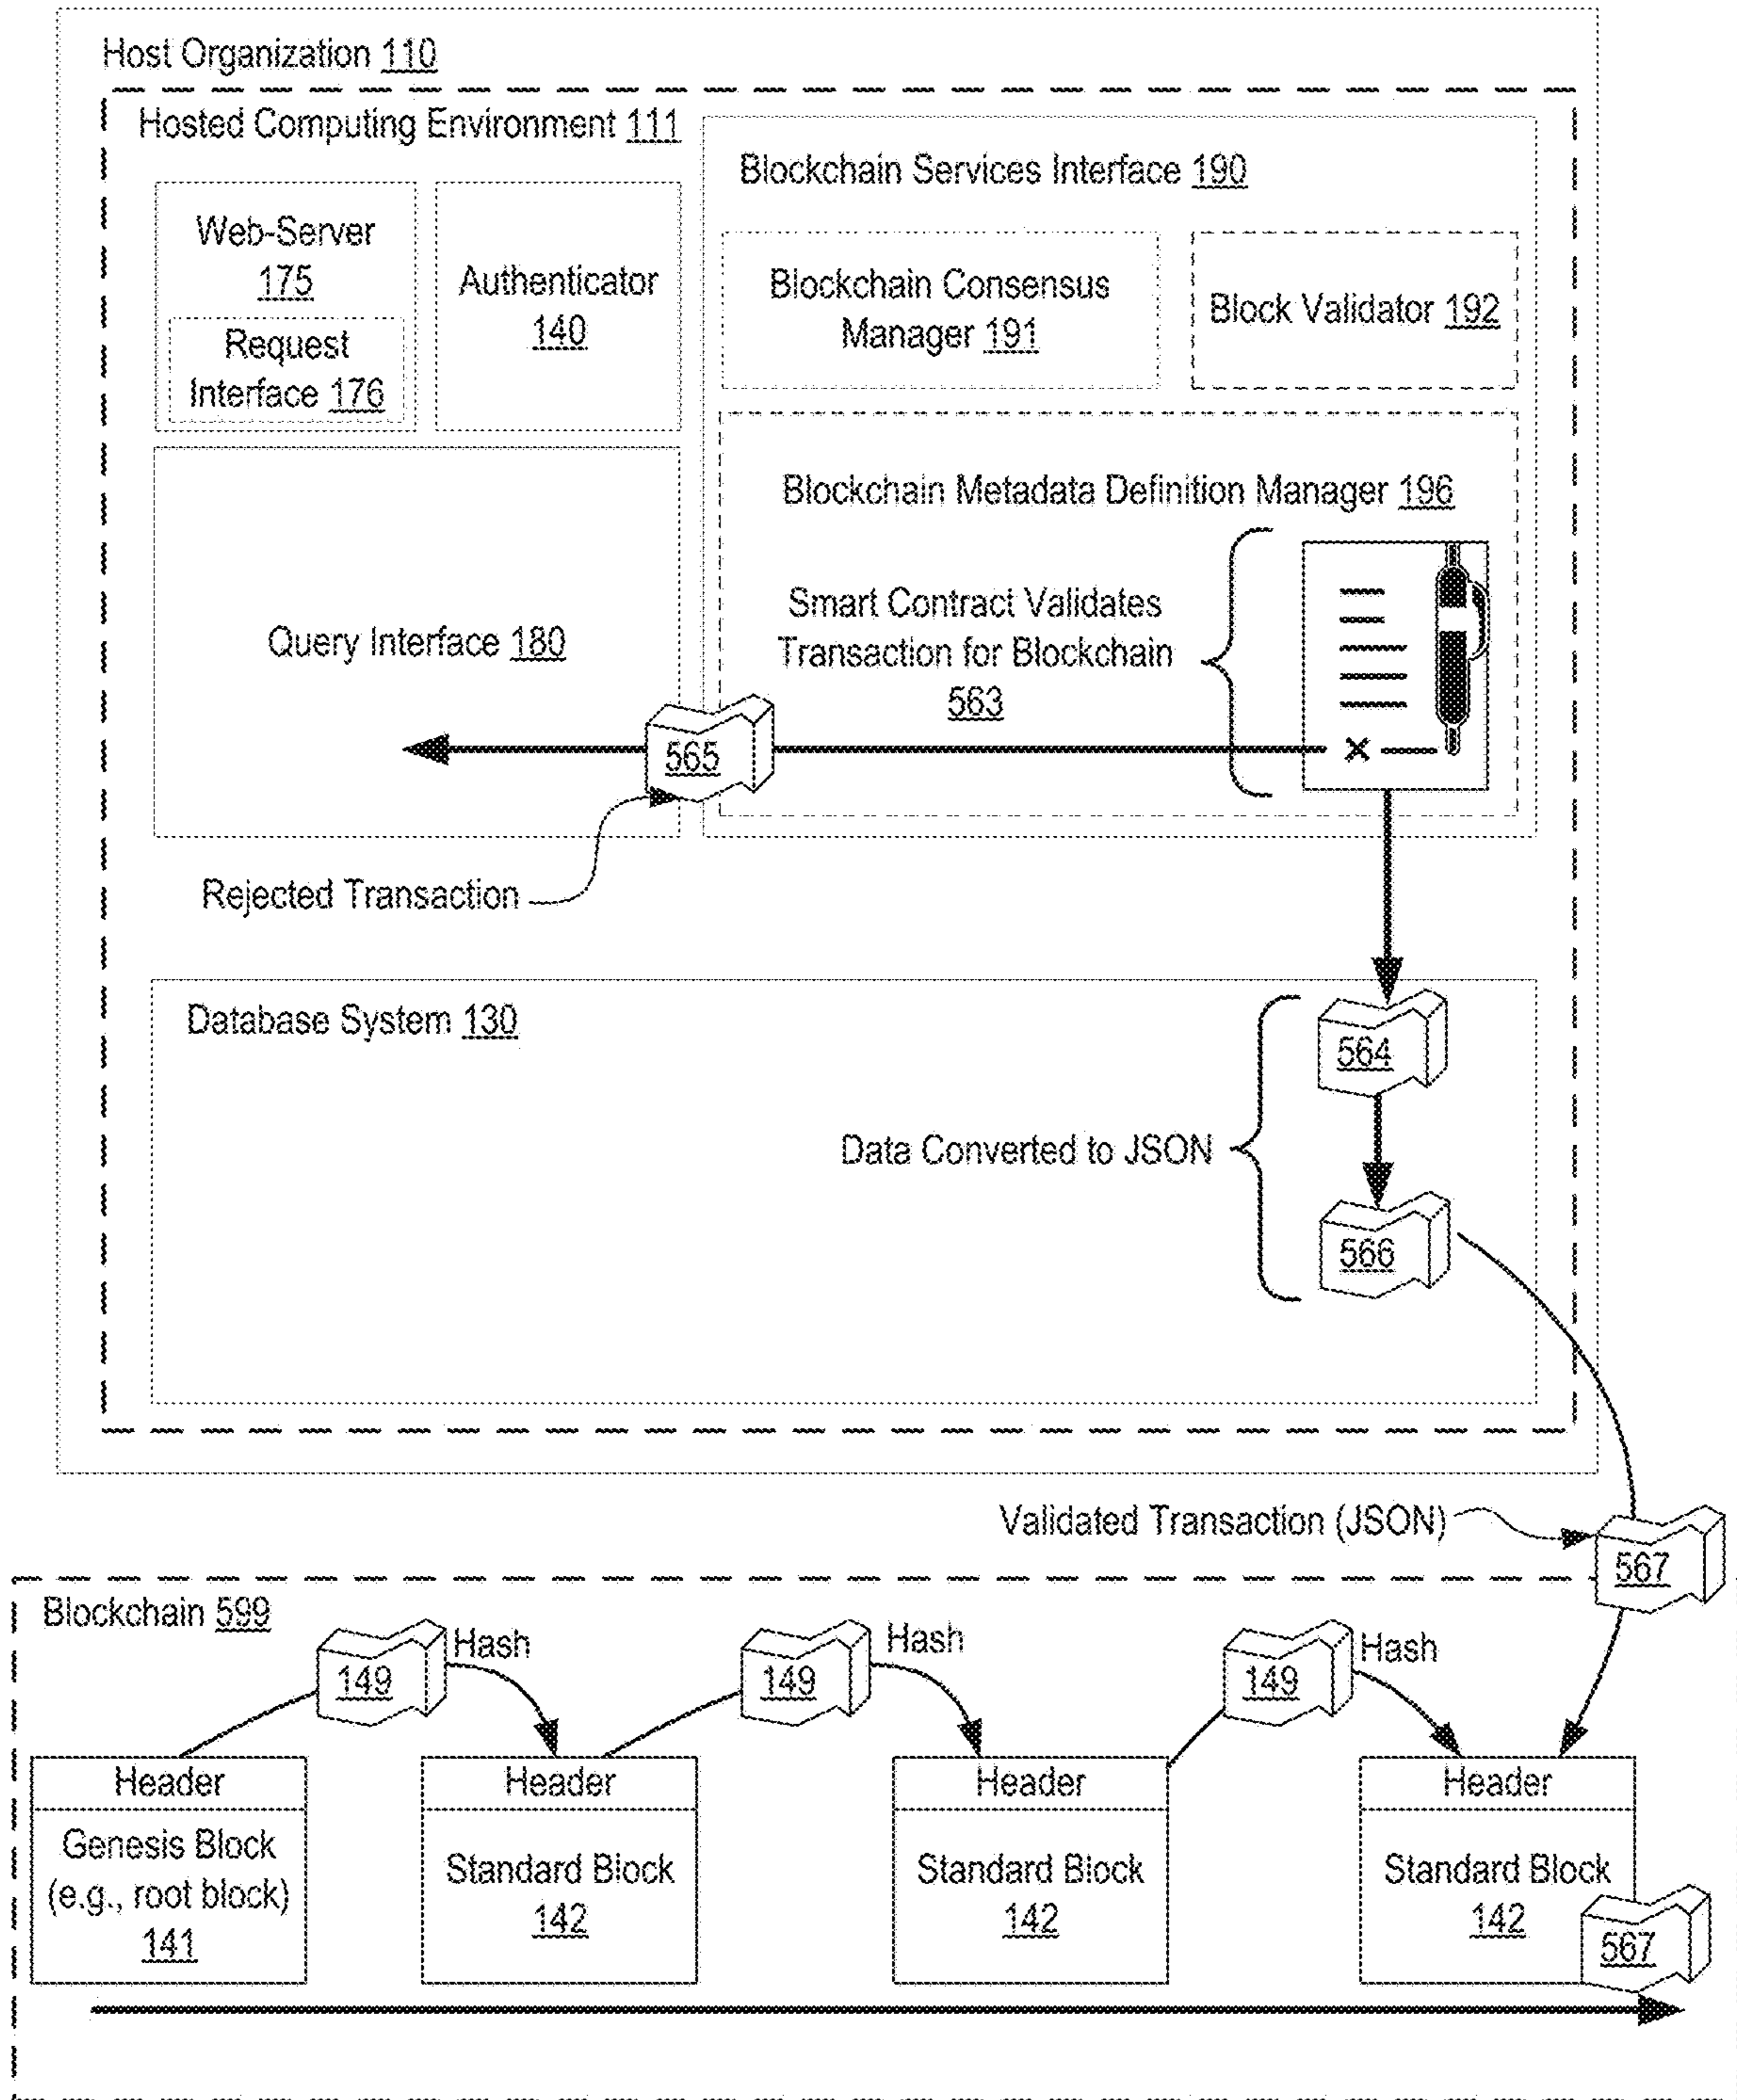 Host Organization 110
Hosted Computing Environment 111
Web-Server
175
Request
Interface 176
Authenticator
140
Blockchain Services Interface 190
Blockchain Consensus
Manager 191
Block Validator 192
Query Interface 180
Blockchain Metadata Definition Manager 196
Smart Contract Validates
Transaction for Blockchain
563
X
565
Rejected Transaction
Database System 130
564
Data Converted to JSON
566
Validated Transaction (JSON)
567
Blockchain 599
149
Hash
149
Hash
149
Hash
Header
Genesis Block
(e.g., root block)
141
Header
Standard Block
142
Header
Standard Block
142
Header
Standard Block
142
567